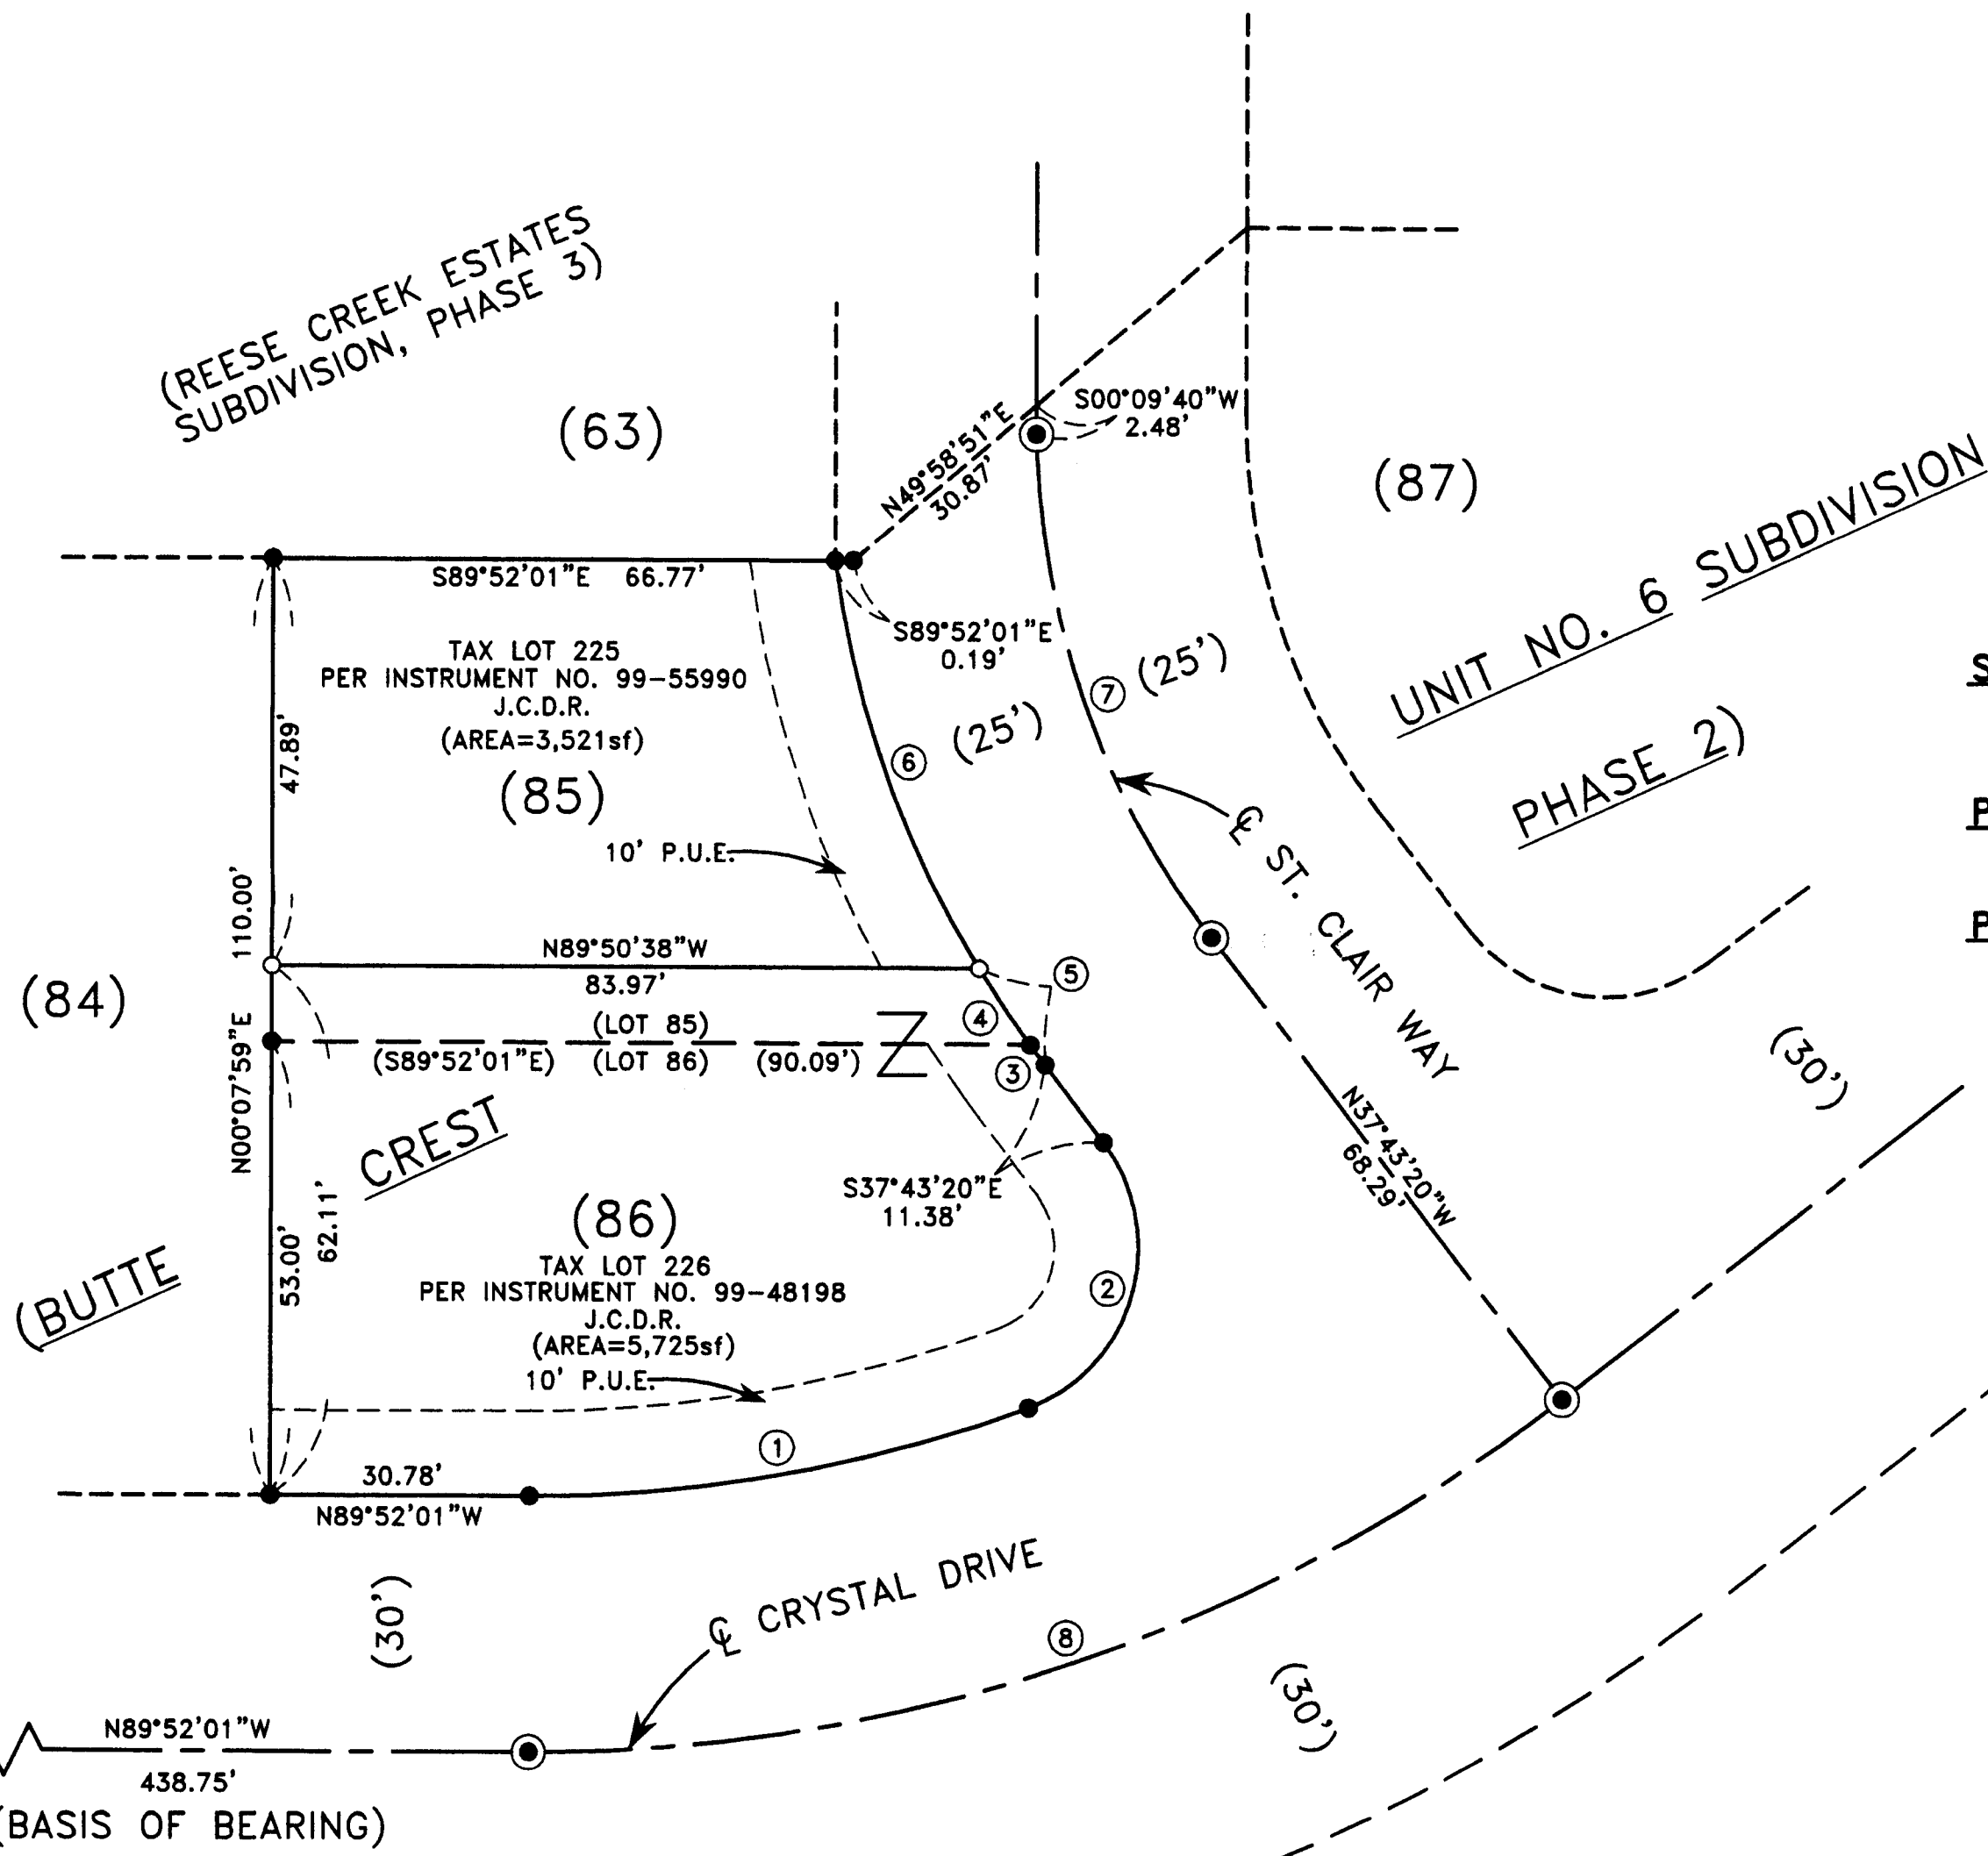 (REESE CREEK ESTATES
SUBDIVISION, PHASE 3)
(63)
S00°09'40"W
2.48'
N49°58'51"E
30.87'
(87)
S89°52'01"E 66.77'
S89°52'01"E
0.19'
TAX LOT 225
PER INSTRUMENT NO. 99-55990
J.C.D.R.
(AREA=3,521sf)
(85)
47.89'
6
(25')
7
(25')
UNIT NO. 6 SUBDIVISION
PHASE 2)
S
P
P
10' P.U.E.
℄ ST. CLAIR WAY
110.00'
N00°07'59"E
N89°50'38"W
83.97'
(84)
5
4
(LOT 85)
(S89°52'01"E) (LOT 86) (90.09')
3
(30')
N37°43'20"W
68.29'
CREST
(BUTTE
62.11'
53.00'
S37°43'20"E
11.38'
(86)
TAX LOT 226
PER INSTRUMENT NO. 99-48198
J.C.D.R.
(AREA=5,725sf)
10' P.U.E.
2
1
30.78'
N89°52'01"W
(30')
℄ CRYSTAL DRIVE
8
(30')
N89°52'01"W
438.75'
(BASIS OF BEARING)